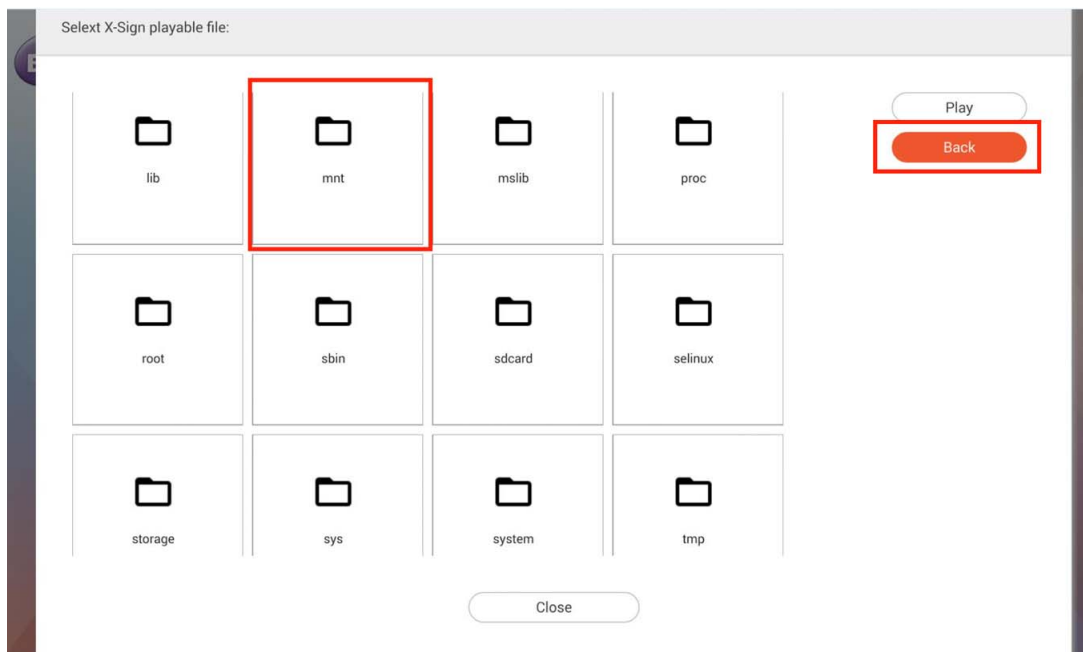 Selext X-Sign playable file:
Play
Back
lib
mnt
mslib
proc
root
sbin
sdcard
selinux
storage
sys
system
tmp
Close